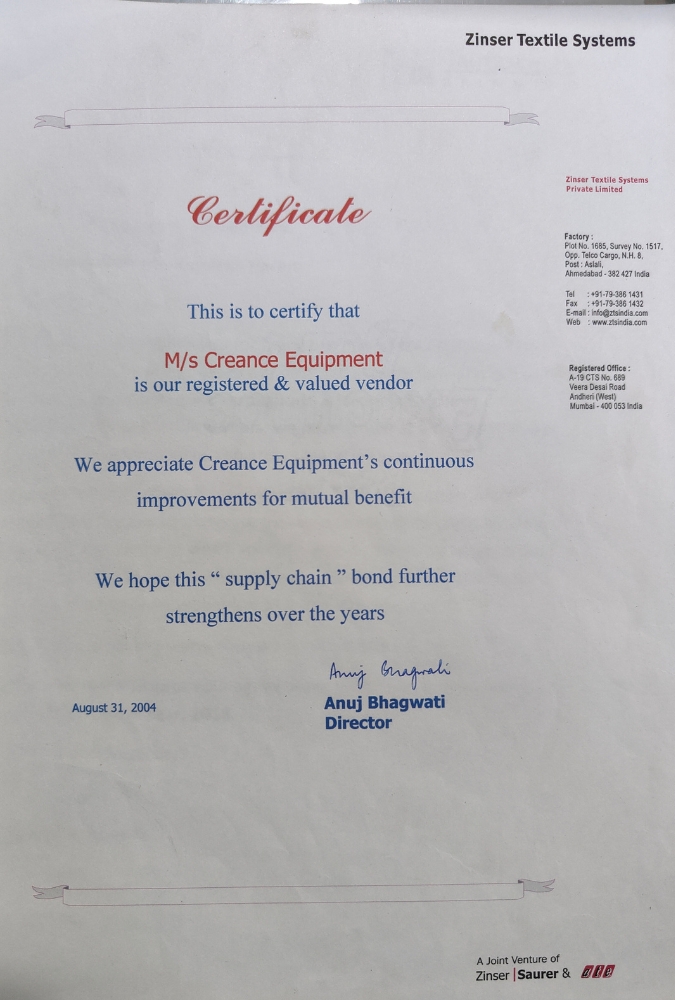 Zinser Textile Systems
Certificate
This is to certify that
M/s Creance Equipment
is our registered & valued vendor
We appreciate Creance Equipment’s continuous
improvements for mutual benefit
We hope this “ supply chain ” bond further
strengthens over the years
Anuj Bhagwati
August 31, 2004
Anuj Bhagwati
Director
Zinser Textile Systems
Private Limited
Factory :
Plot No. 1685, Survey No. 1517,
Opp. Telco Cargo, N.H. 8,
Post : Aslali,
Ahmedabad - 382 427 India
Tel : +91-79-386 1431
Fax : +91-79-386 1432
E-mail : info@ztsindia.com
Web : www.ztsindia.com
Registered Office :
A-19 CTS No. 689
Veera Desai Road
Andheri (West)
Mumbai - 400 053 India
A Joint Venture of
Zinser | Saurer &